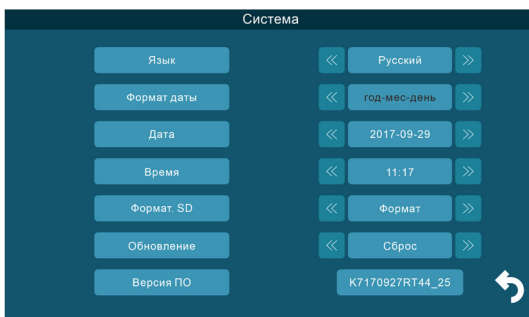 Система
Язык Русский
Формат даты год-мес-день
Дата 2017-09-29
Время 11:17
Формат. SD Формат
Обновление Сброс
Версия ПО K7170927RT44_25